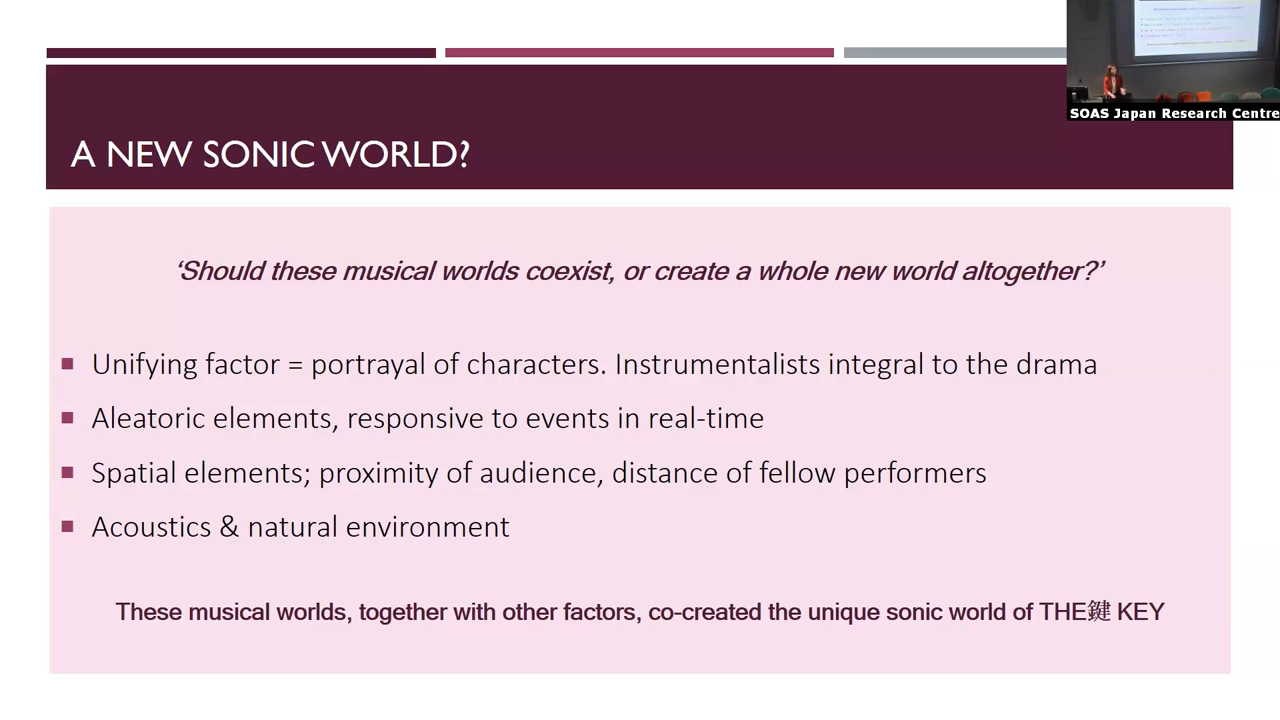 SOAS Japan Research Centre
A NEW SONIC WORLD?
‘Should these musical worlds coexist, or create a whole new world altogether?’
Unifying factor = portrayal of characters. Instrumentalists integral to the drama
Aleatoric elements, responsive to events in real-time
Spatial elements; proximity of audience, distance of fellow performers
Acoustics & natural environment
These musical worlds, together with other factors, co-created the unique sonic world of THE鍵 KEY